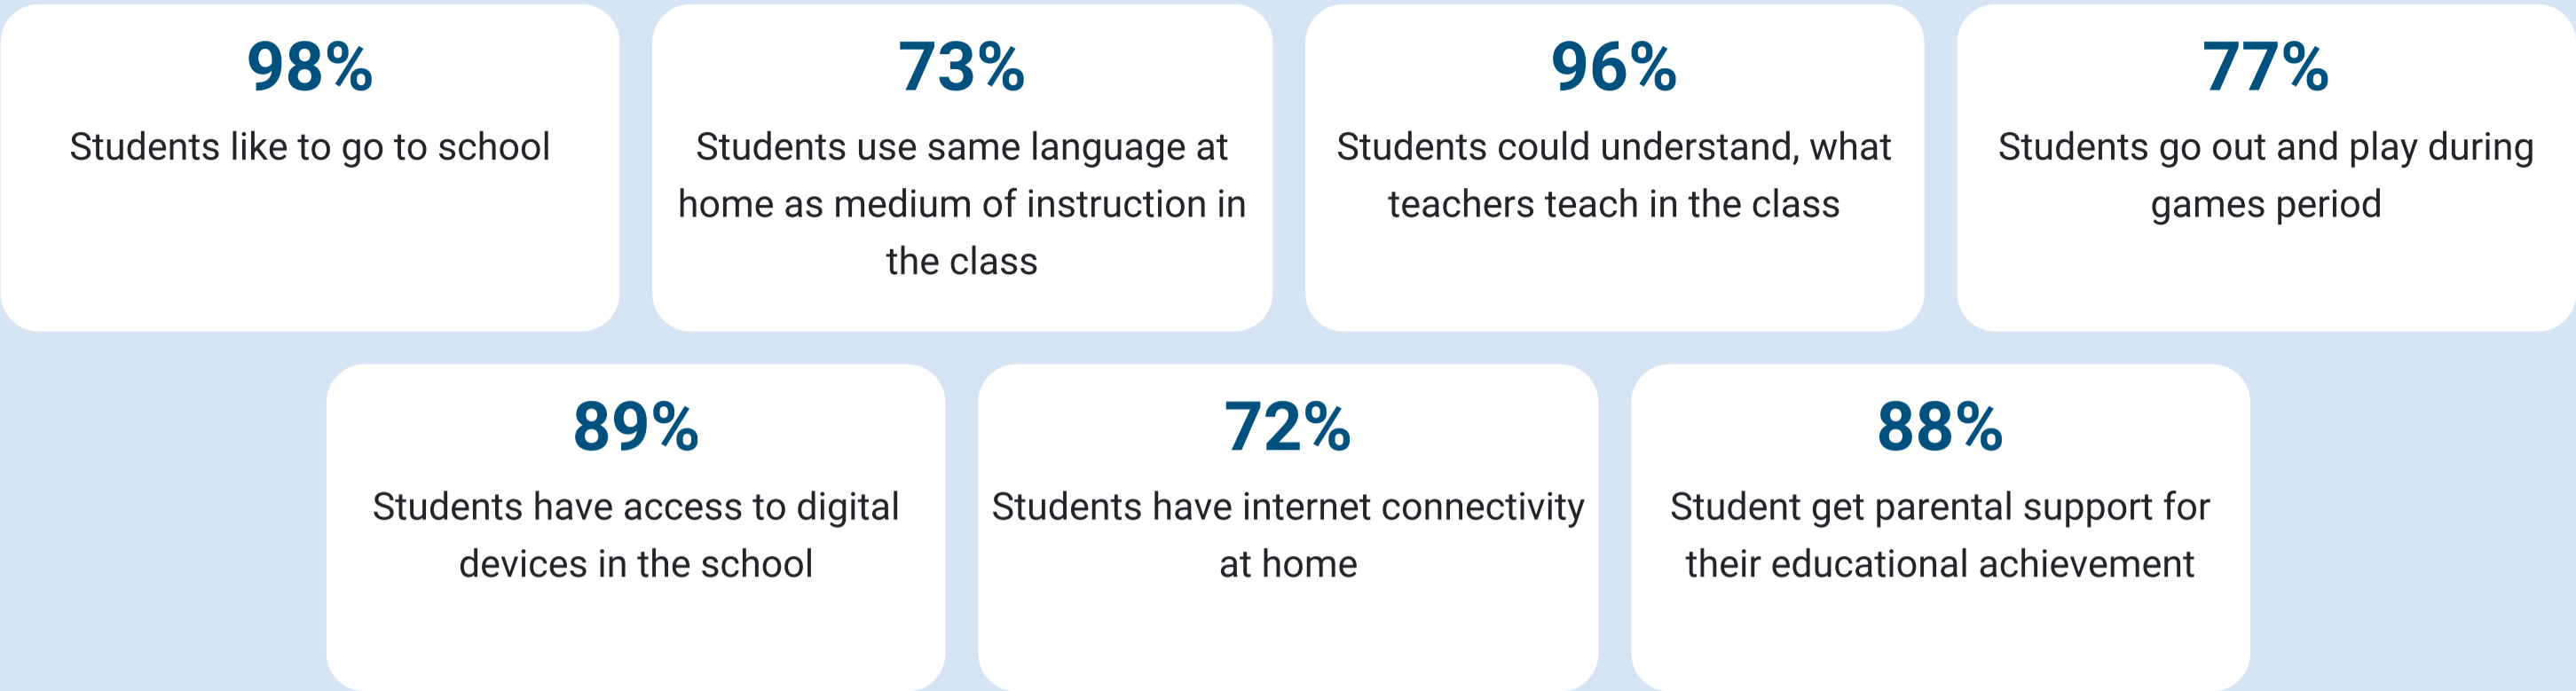 98%
Students like to go to school
73%
Students use same language at
home as medium of instruction in
the class
96%
Students could understand, what
teachers teach in the class
77%
Students go out and play during
games period
89%
Students have access to digital
devices in the school
72%
Students have internet connectivity
at home
88%
Student get parental support for
their educational achievement